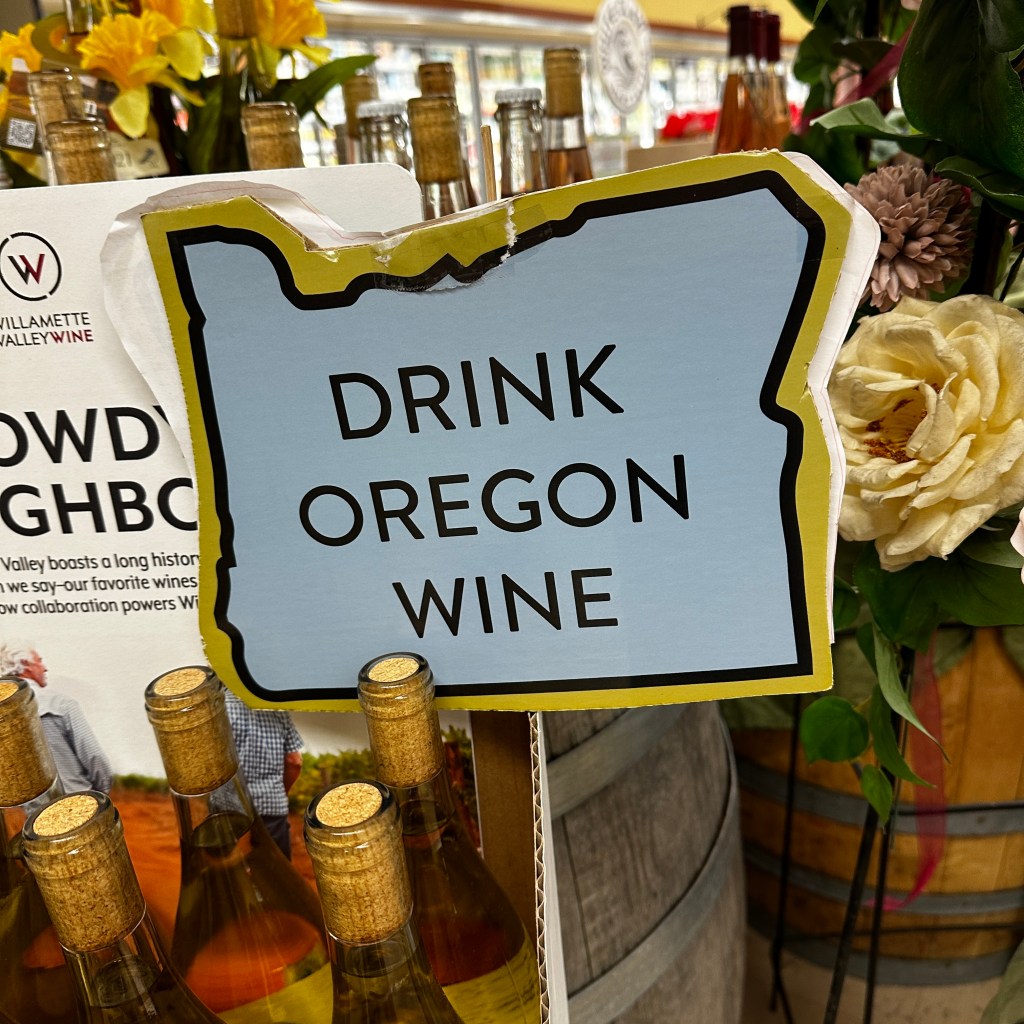 W
WILLAMETTE
VALLEYWINE
OWDY
GHBO
Valley boasts a long history
we say–our favorite wines
ow collaboration powers Wi
DRINK
OREGON
WINE